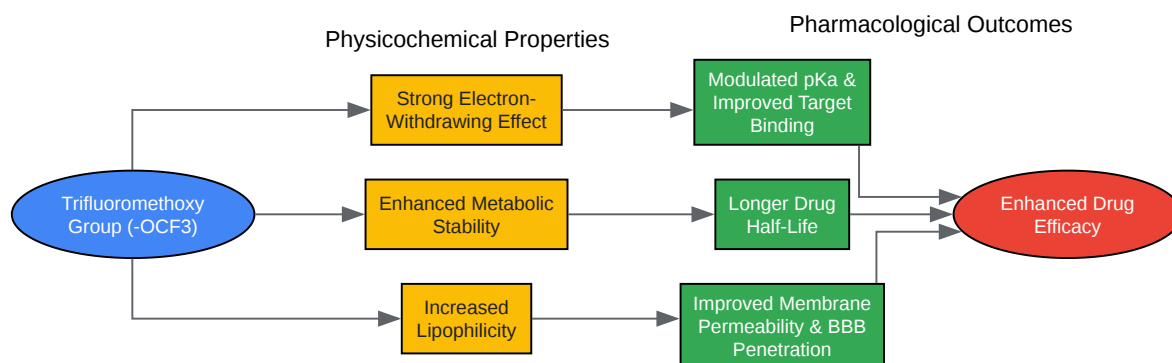 Physicochemical Properties
Pharmacological Outcomes
Strong Electron-
Withdrawing Effect
Modulated pKa &
Improved Target
Binding
Trifluoromethoxy
Group (-OCF3)
Enhanced Metabolic
Stability
Longer Drug
Half-Life
Enhanced Drug
Efficacy
Increased
Lipophilicity
Improved Membrane
Permeability & BBB
Penetration